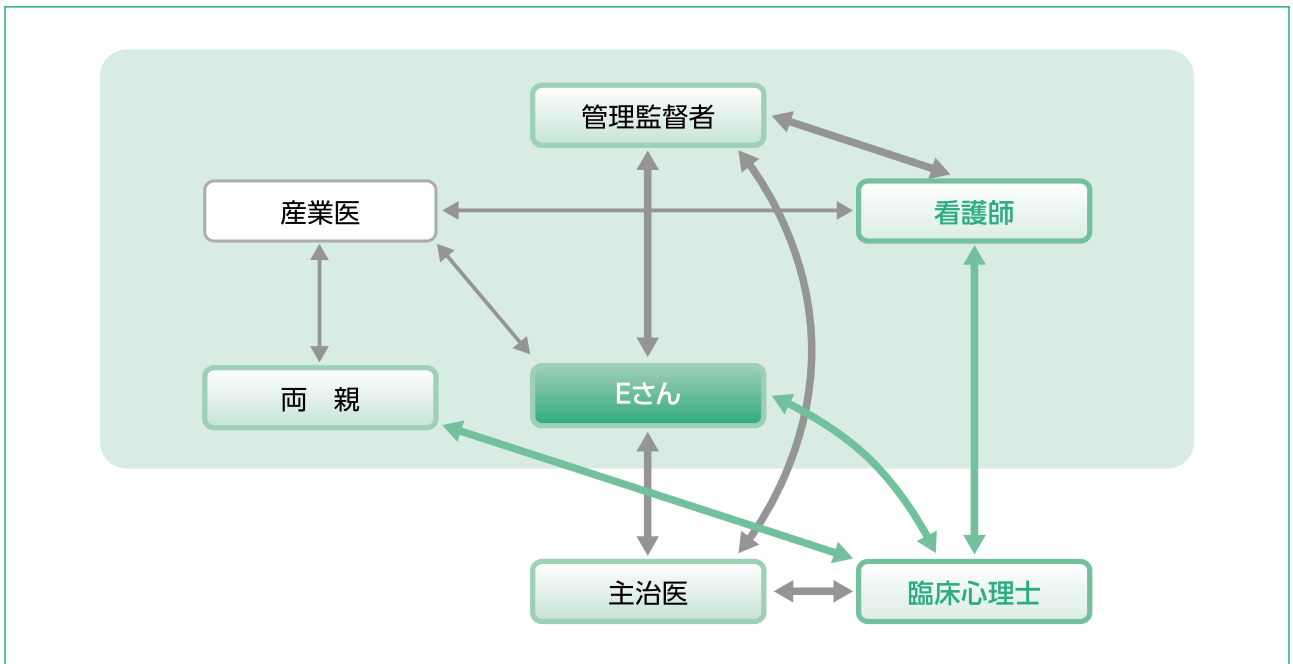 管理監督者
産業医
看護師
両　親
Eさん
主治医
臨床心理士